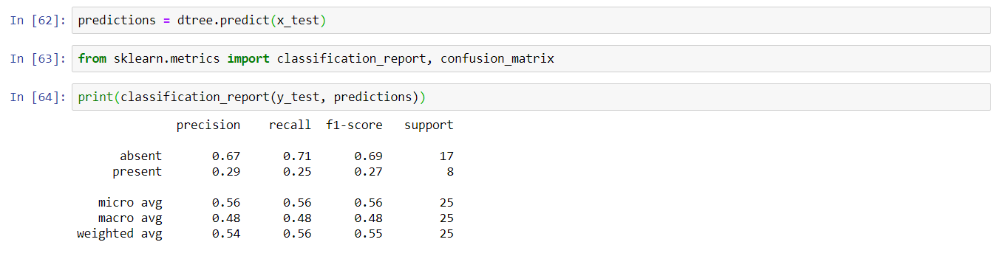 In [62]: predictions = dtree.predict(x_test)
In [63]: from sklearn.metrics import classification_report, confusion_matrix
In [64]: print(classification_report(y_test, predictions))
precision recall f1-score support
absent 0.67 0.71 0.69 17
present 0.29 0.25 0.27 8
micro avg 0.56 0.56 0.56 25
macro avg 0.48 0.48 0.48 25
weighted avg 0.54 0.56 0.55 25